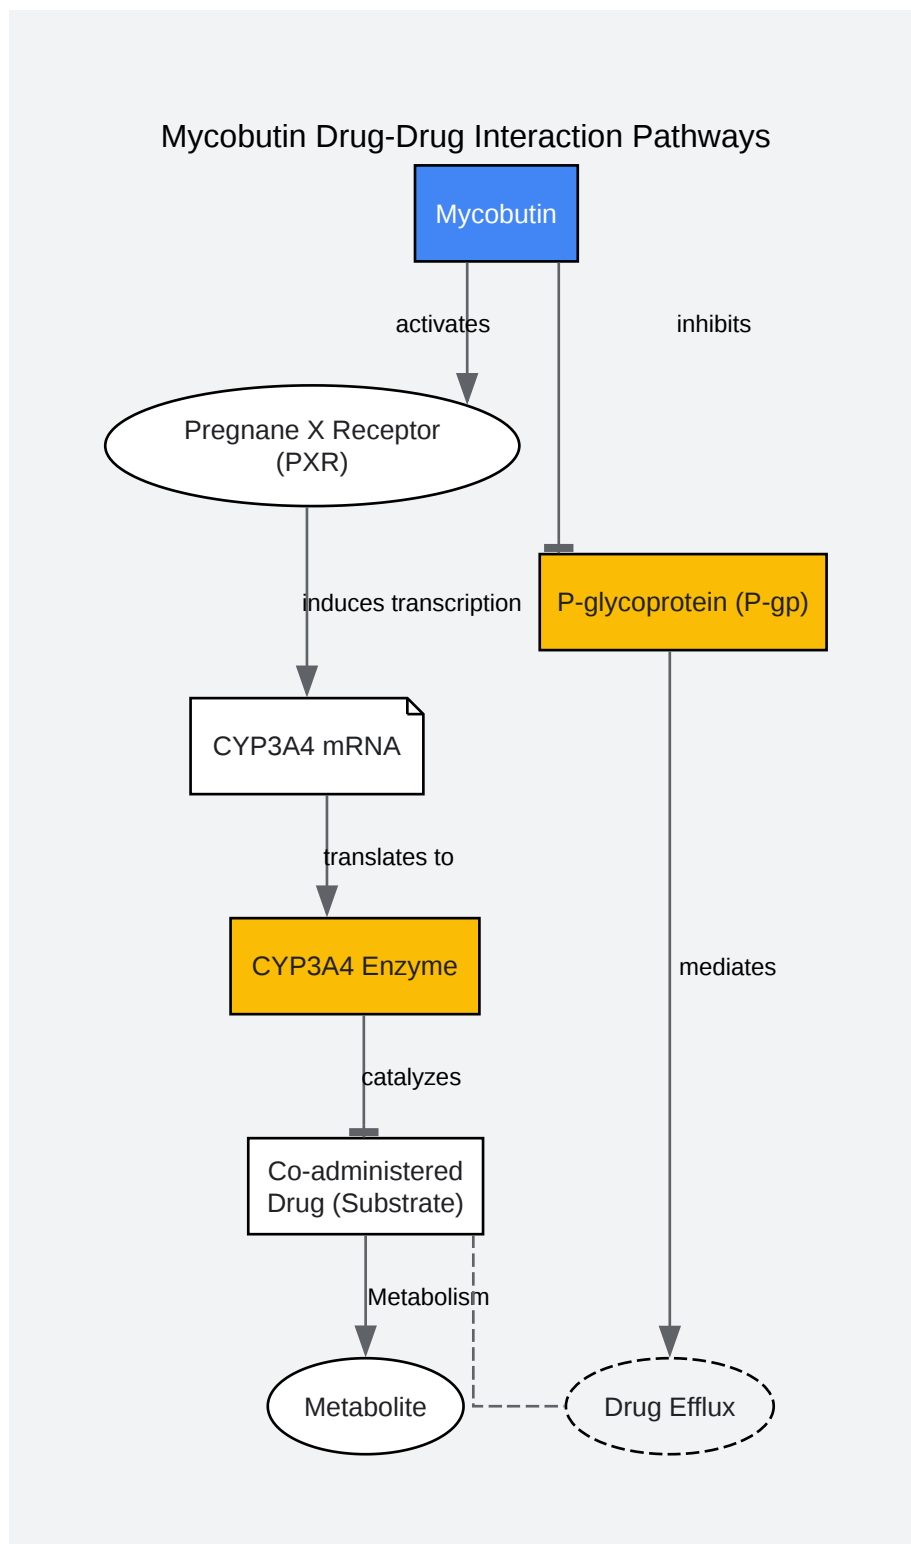 Mycobutin Drug-Drug Interaction Pathways
Mycobutin
activates
inhibits
Pregnane X Receptor
(PXR)
induces transcription
P-glycoprotein (P-gp)
CYP3A4 mRNA
translates to
CYP3A4 Enzyme
mediates
catalyzes
Co-administered
Drug (Substrate)
Metabolism
Metabolite
Drug Efflux